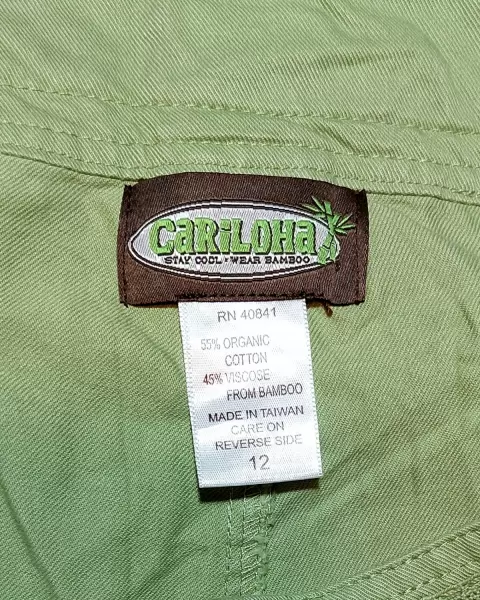 CARiLOHa
STAY COOL • WEAR BAMBOO
RN 40841
55% ORGANIC
COTTON
45% VISCOSE
FROM BAMBOO
MADE IN TAIWAN
CARE ON
REVERSE SIDE
12